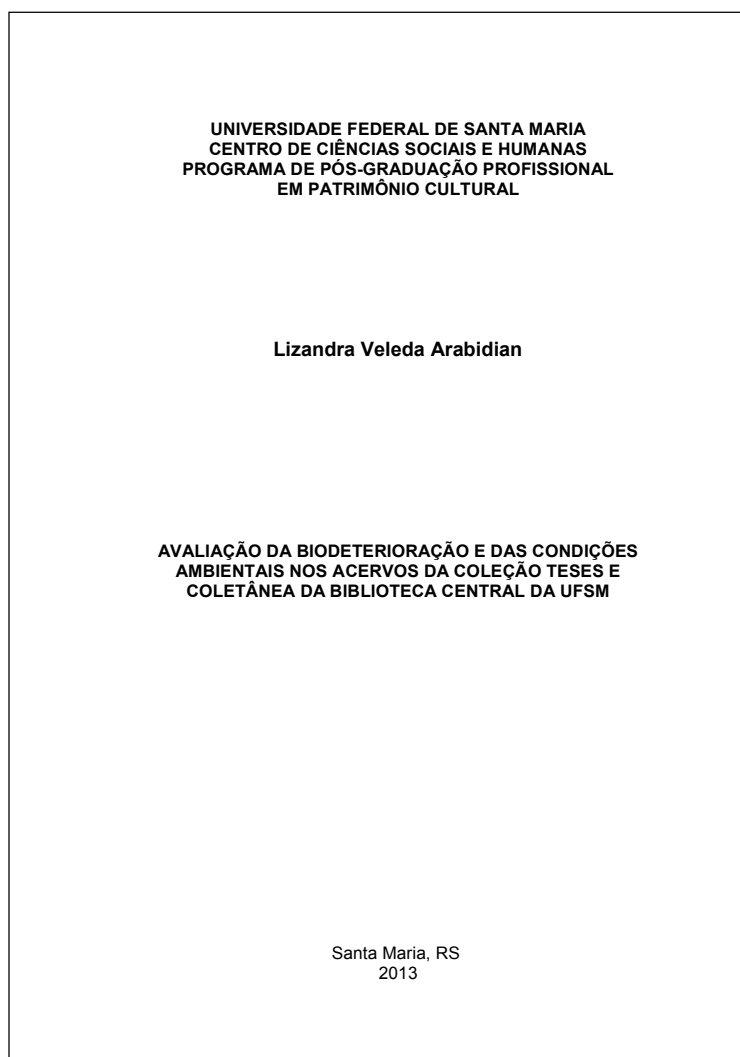 UNIVERSIDADE FEDERAL DE SANTA MARIA
CENTRO DE CIÊNCIAS SOCIAIS E HUMANAS
PROGRAMA DE PÓS-GRADUAÇÃO PROFISSIONAL
EM PATRIMÔNIO CULTURAL
Lizandra Veleda Arabidian
AVALIAÇÃO DA BIODETERIORAÇÃO E DAS CONDIÇÕES
AMBIENTAIS NOS ACERVOS DA COLEÇÃO TESES E
COLETÂNEA DA BIBLIOTECA CENTRAL DA UFSM
Santa Maria, RS
2013